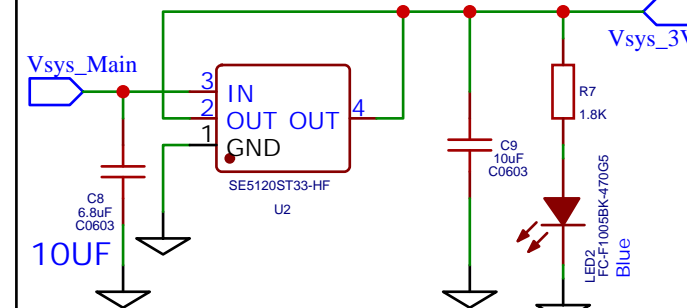 Vsys_3V
Vsys_Main
3
IN
2
OUT
OUT
4
1
GND
SE5120ST33-HF
U2
C8
6.8uF
C0603
10UF
C9
10uF
C0603
R7
1.8K
LED2
FC-F1005BK-470G5
Blue